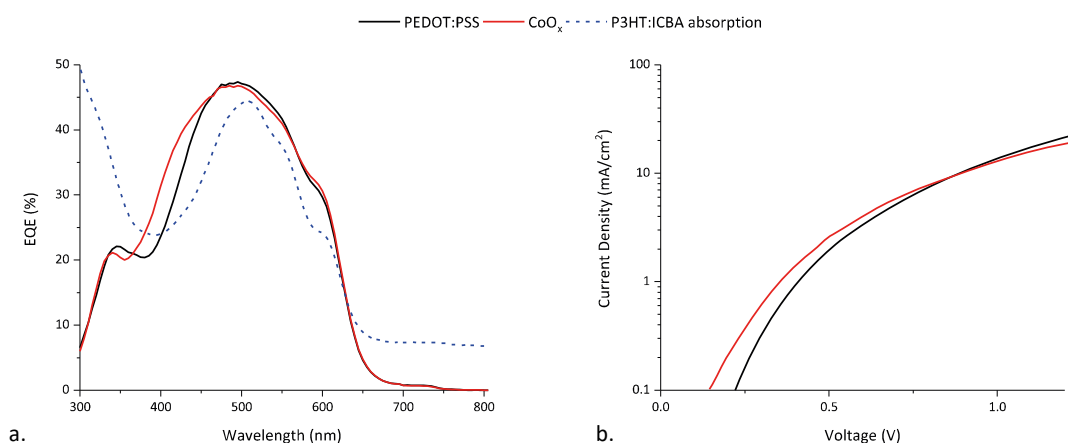 PEDOT:PSS CoOx P3HT:ICBA absorption
50
40
30
20
10
0
EQE (%)
300 400 500 600 700 800
Wavelength (nm)
a.
100
10
1
0.1
Current Density (mA/cm²)
0.0 0.5 1.0
Voltage (V)
b.